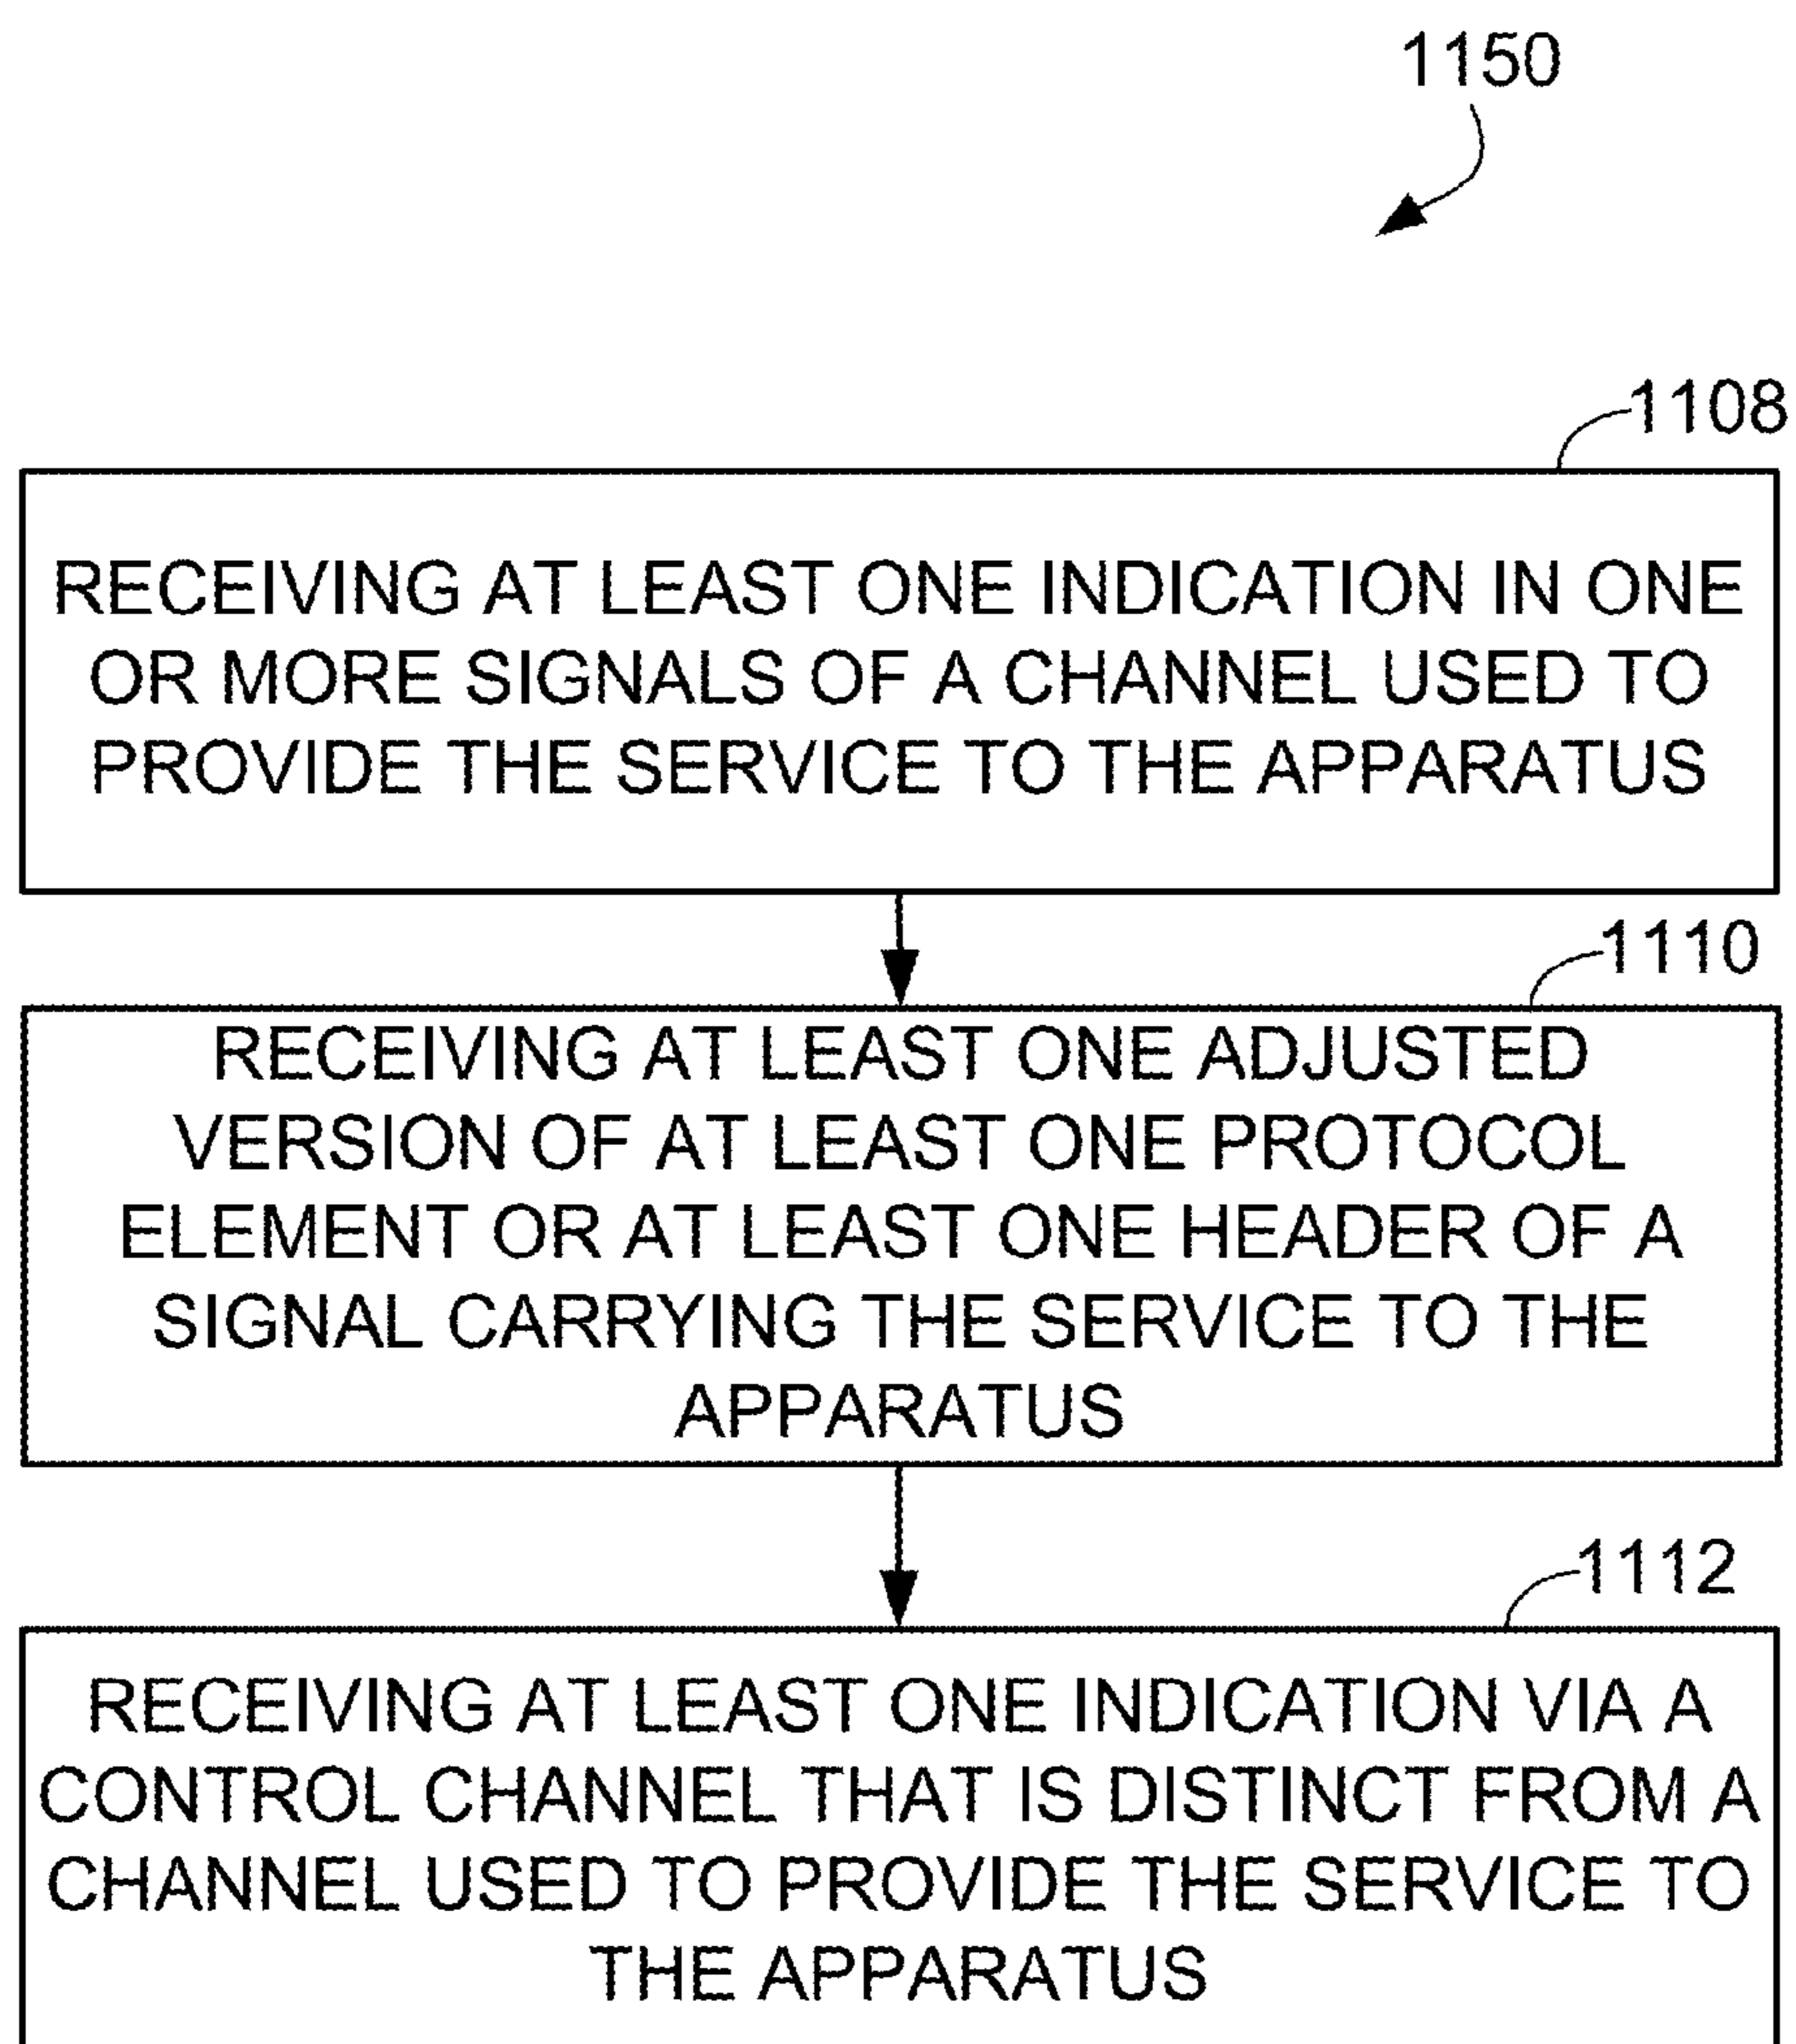 1150
1108
RECEIVING AT LEAST ONE INDICATION IN ONE
OR MORE SIGNALS OF A CHANNEL USED TO
PROVIDE THE SERVICE TO THE APPARATUS
1110
RECEIVING AT LEAST ONE ADJUSTED
VERSION OF AT LEAST ONE PROTOCOL
ELEMENT OR AT LEAST ONE HEADER OF A
SIGNAL CARRYING THE SERVICE TO THE
APPARATUS
1112
RECEIVING AT LEAST ONE INDICATION VIA A
CONTROL CHANNEL THAT IS DISTINCT FROM A
CHANNEL USED TO PROVIDE THE SERVICE TO
THE APPARATUS